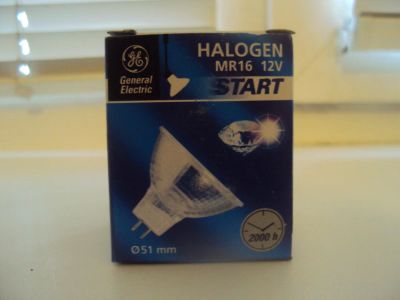 HALOGEN
MR16 12V
GE
General
Electric
START
Ø51 mm
2000 h